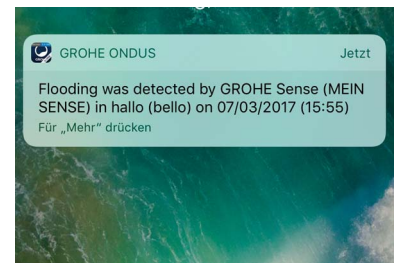 GROHE ONDUS Jetzt
Flooding was detected by GROHE Sense (MEIN
SENSE) in hallo (bello) on 07/03/2017 (15:55)
Für „Mehr“ drücken